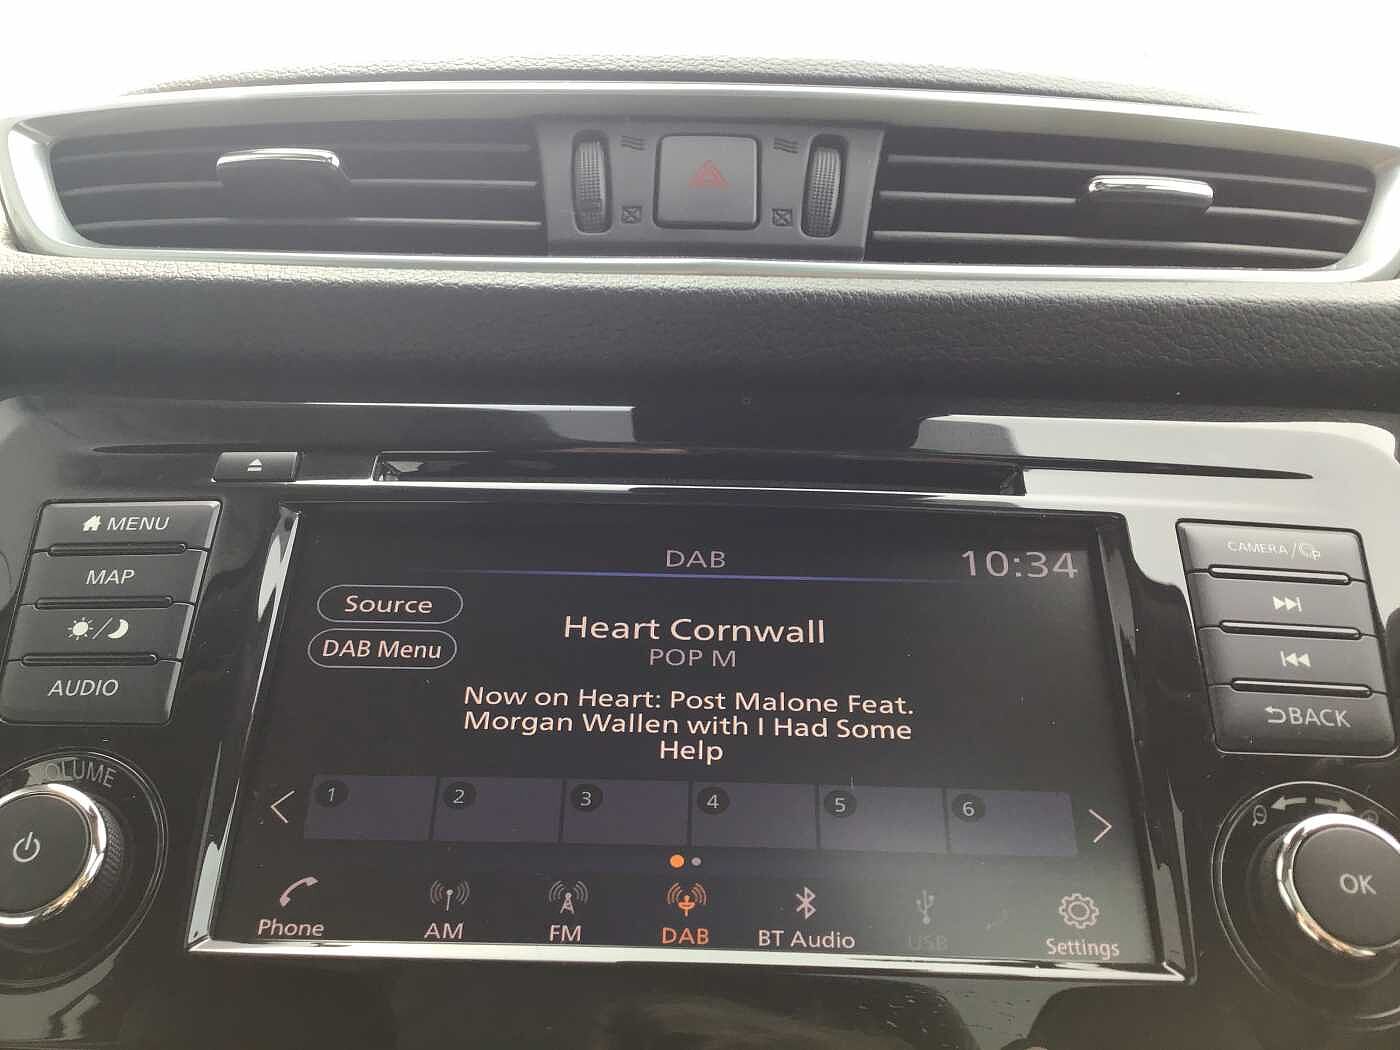 MENU
MAP
AUDIO
VOLUME
DAB
10:34
Source
DAB Menu
Heart Cornwall
POP M
Now on Heart: Post Malone Feat.
Morgan Wallen with I Had Some
Help
1 2 3 4 5 6
Phone
AM
FM
DAB
BT Audio
USB
Settings
CAMERA/
BACK
OK